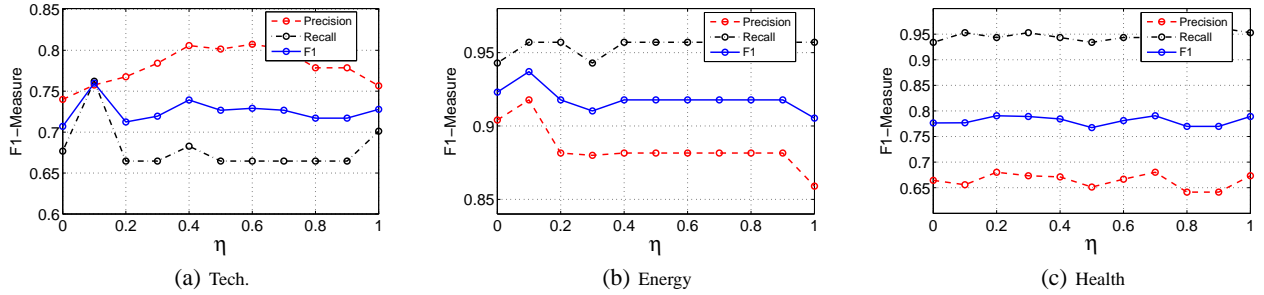 0.85
0.8
0.75
0.7
0.65
0.6
F1−Measure
0 0.2 0.4 0.6 0.8 1
η
Precision
Recall
F1
(a) Tech.
0.95
0.9
0.85
F1−Measure
0 0.2 0.4 0.6 0.8 1
η
Precision
Recall
F1
(b) Energy
0.95
0.9
0.85
0.8
0.75
0.7
0.65
F1−Measure
0 0.2 0.4 0.6 0.8 1
η
Precision
Recall
F1
(c) Health